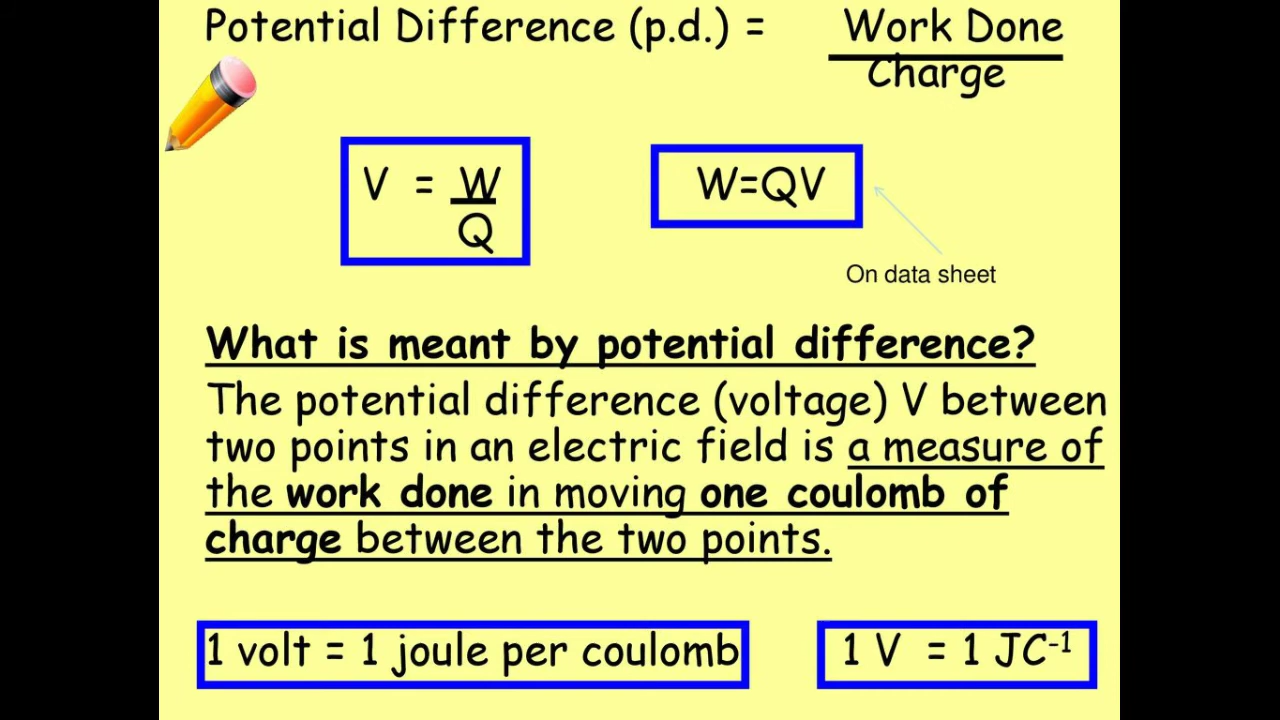 Potential Difference (p.d.) = Work Done
Charge
V = W
Q
W=QV
On data sheet
What is meant by potential difference?
The potential difference (voltage) V between
two points in an electric field is a measure of
the work done in moving one coulomb of
charge between the two points.
1 volt = 1 joule per coulomb
1 V = 1 JC⁻¹